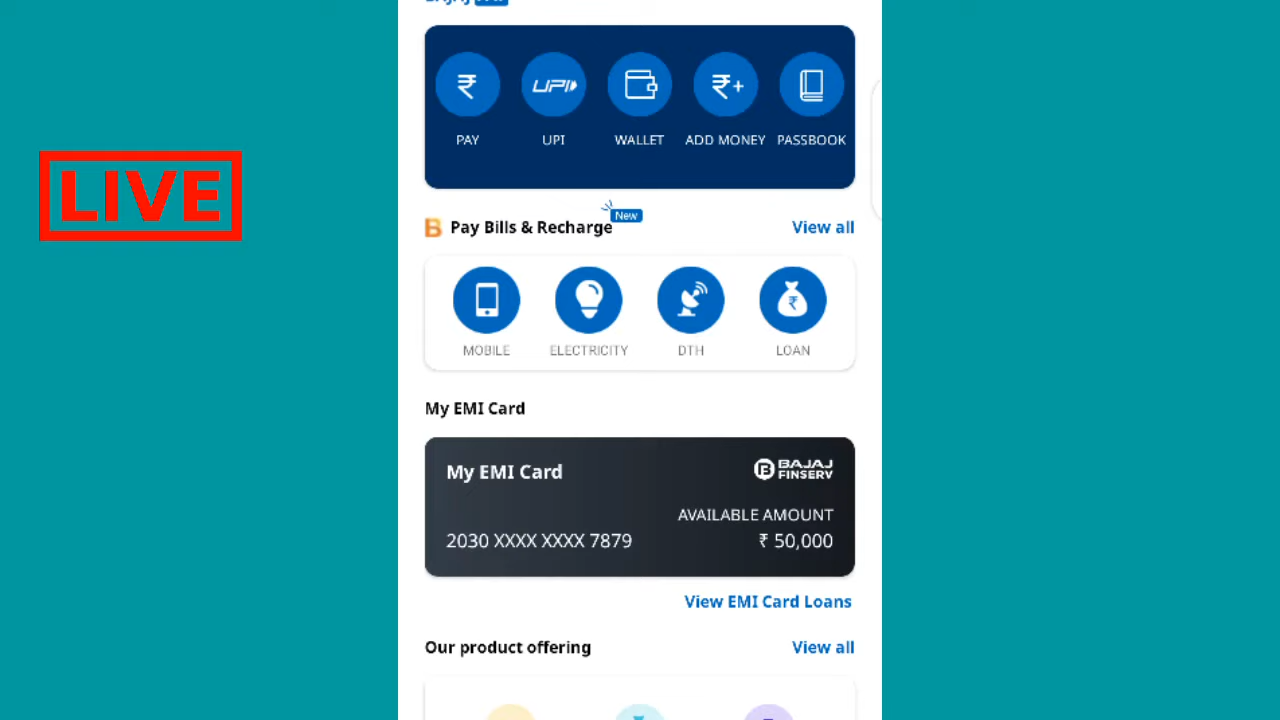 LIVE
PAY UPI WALLET ADD MONEY PASSBOOK
New
Pay Bills & Recharge View all
MOBILE ELECTRICITY DTH LOAN
My EMI Card
My EMI Card BAJAJ FINSERV
AVAILABLE AMOUNT
2030 XXXX XXXX 7879 ₹ 50,000
View EMI Card Loans
Our product offering View all